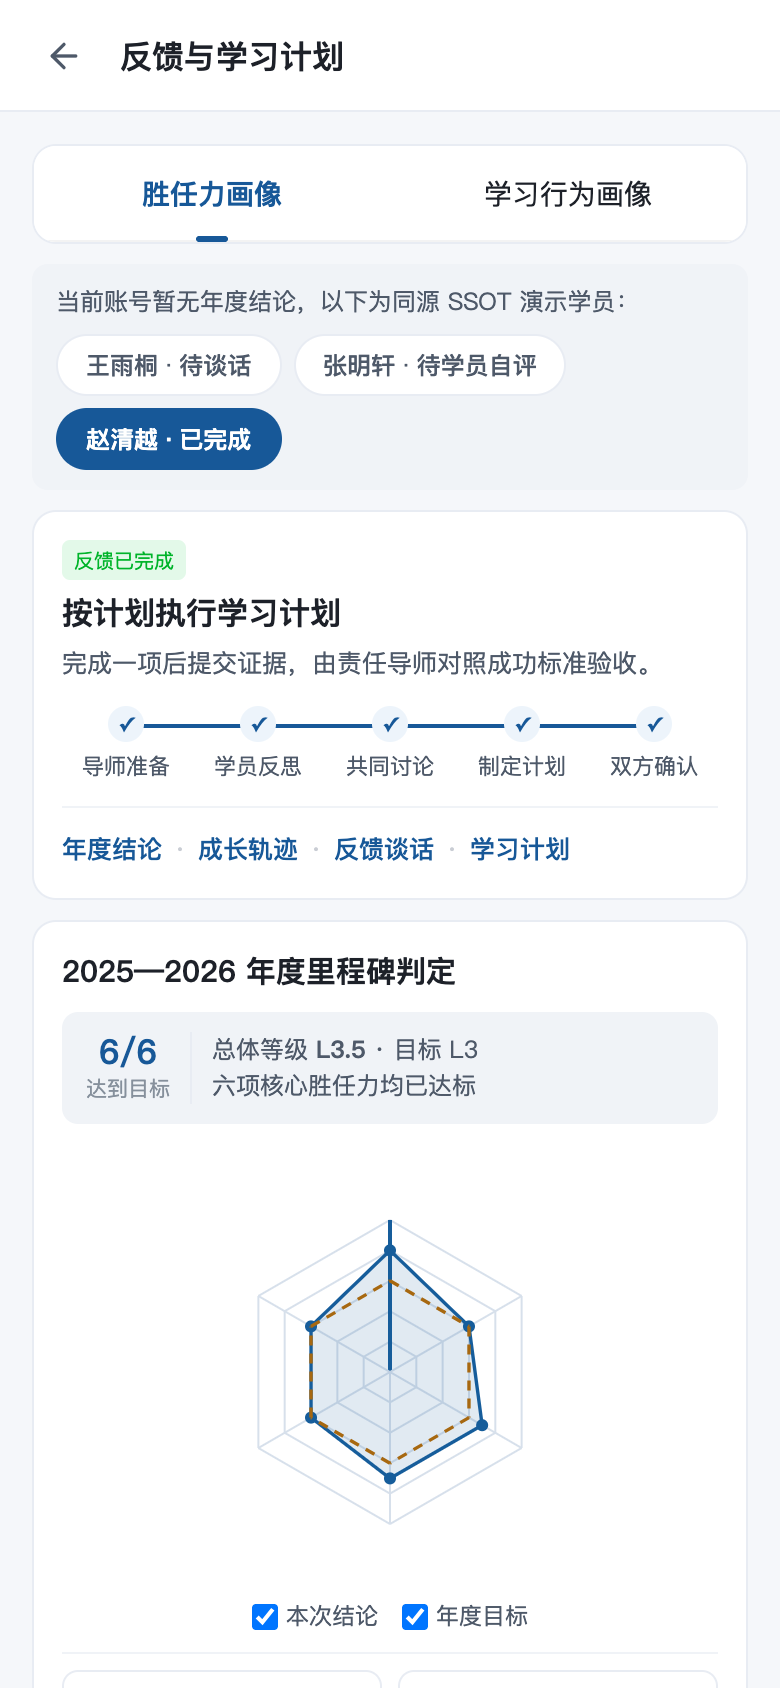 反馈与学习计划
胜任力画像
学习行为画像
当前账号暂无年度结论，以下为同源 SSOT 演示学员：
王雨桐 · 待谈话
张明轩 · 待学员自评
赵清越 · 已完成
反馈已完成
按计划执行学习计划
完成一项后提交证据，由责任导师对照成功标准验收。
导师准备
学员反思
共同讨论
制定计划
双方确认
年度结论 · 成长轨迹 · 反馈谈话 · 学习计划
2025—2026 年度里程碑判定
6/6
达到目标
总体等级 L3.5 · 目标 L3
六项核心胜任力均已达标
本次结论
年度目标